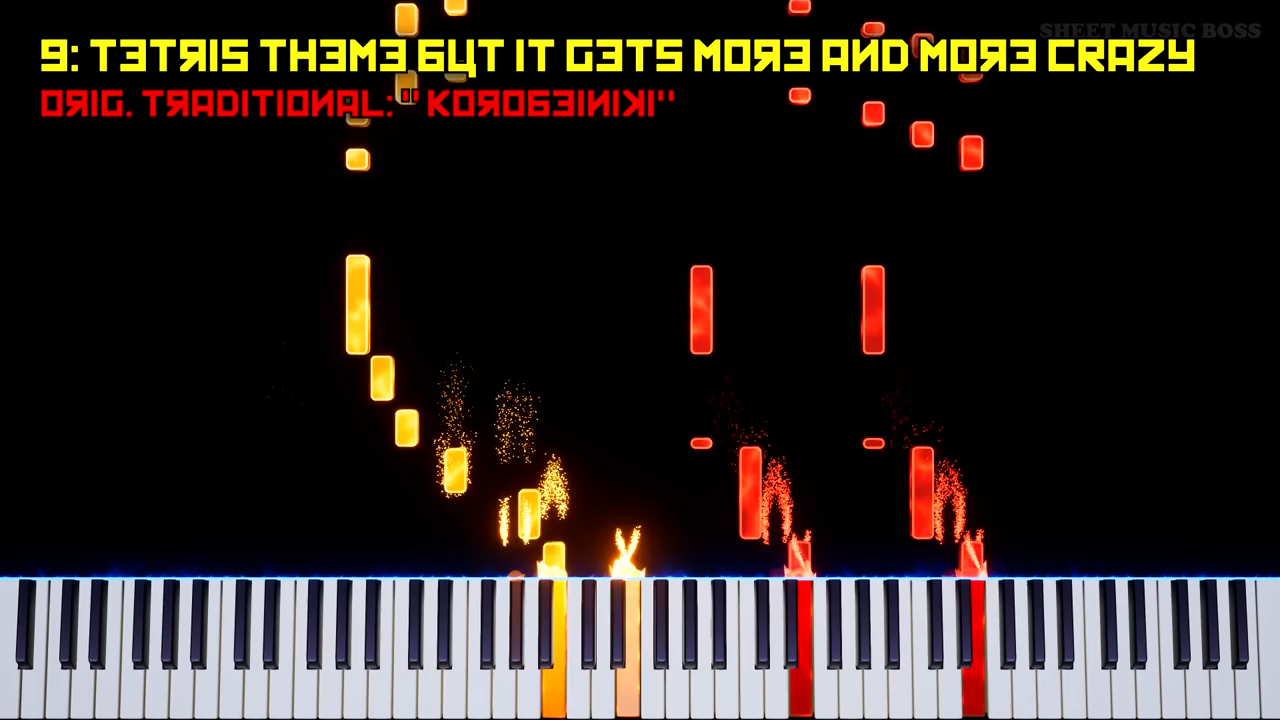 SHEET MUSIC BOSS
9: TETRIS THEME BUT IT GETS MORE AND MORE CRAZY
ORIG. TRADITIONAL: "KOROBEINIKI"